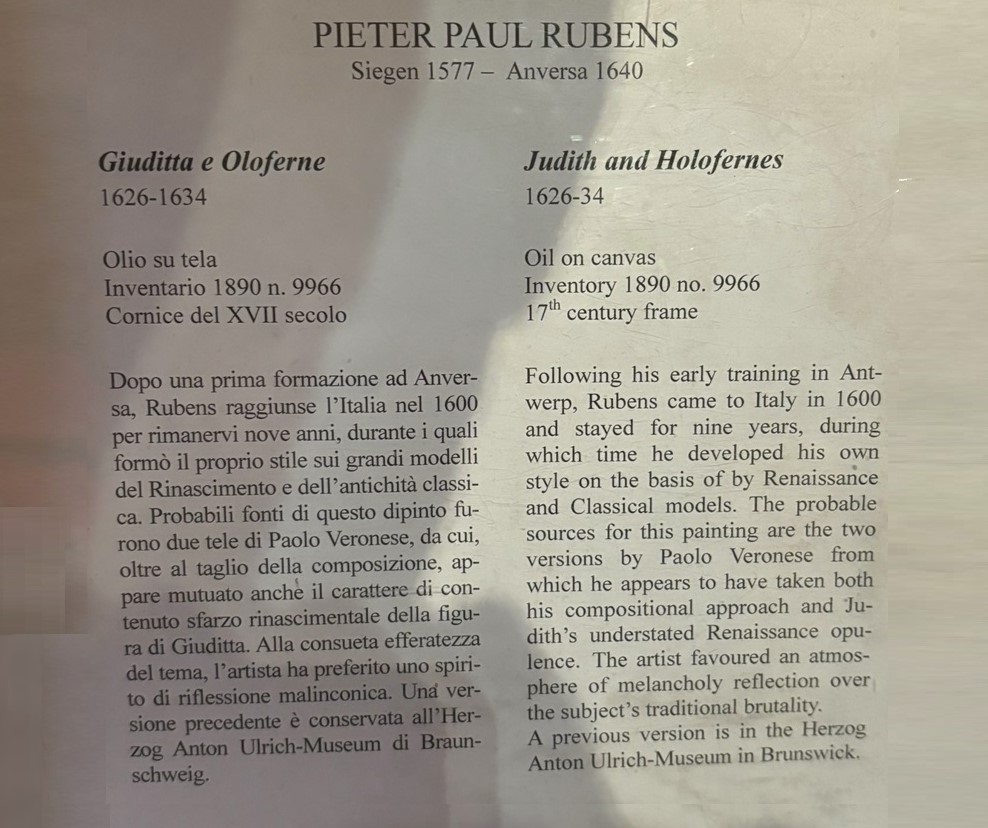 PIETER PAUL RUBENS
Siegen 1577 – Anversa 1640
Giuditta e Oloferne
1626-1634
Olio su tela
Inventario 1890 n. 9966
Cornice del XVII secolo
Dopo una prima formazione ad Anver-
sa, Rubens raggiunse l'Italia nel 1600
per rimanervi nove anni, durante i quali
formò il proprio stile sui grandi modelli
del Rinascimento e dell'antichità classi-
ca. Probabili fonti di questo dipinto fu-
rono due tele di Paolo Veronese, da cui,
oltre al taglio della composizione, ap-
pare mutuato anche il carattere di con-
tenuto sfarzo rinascimentale della figu-
ra di Giuditta. Alla consueta efferatezza
del tema, l'artista ha preferito uno spiri-
to di riflessione malinconica. Una ver-
sione precedente è conservata all'Her-
zog Anton Ulrich-Museum di Braun-
schweig.
Judith and Holofernes
1626-34
Oil on canvas
Inventory 1890 no. 9966
17th century frame
Following his early training in Ant-
werp, Rubens came to Italy in 1600
and stayed for nine years, during
which time he developed his own
style on the basis of by Renaissance
and Classical models. The probable
sources for this painting are the two
versions by Paolo Veronese from
which he appears to have taken both
his compositional approach and Ju-
dith's understated Renaissance opu-
lence. The artist favoured an atmos-
phere of melancholy reflection over
the subject's traditional brutality.
A previous version is in the Herzog
Anton Ulrich-Museum in Brunswick.